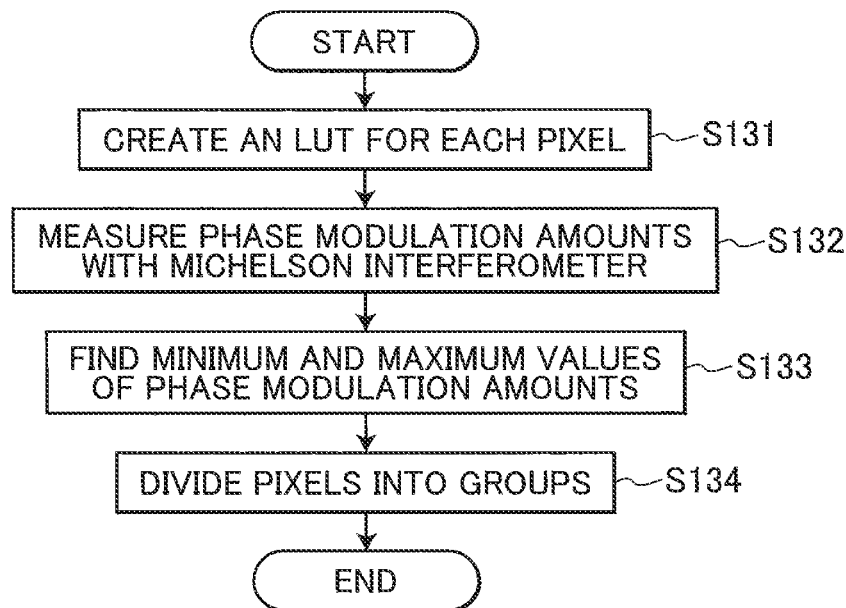 START
CREATE AN LUT FOR EACH PIXEL
S131
MEASURE PHASE MODULATION AMOUNTS
WITH MICHELSON INTERFEROMETER
S132
FIND MINIMUM AND MAXIMUM VALUES
OF PHASE MODULATION AMOUNTS
S133
DIVIDE PIXELS INTO GROUPS
S134
END